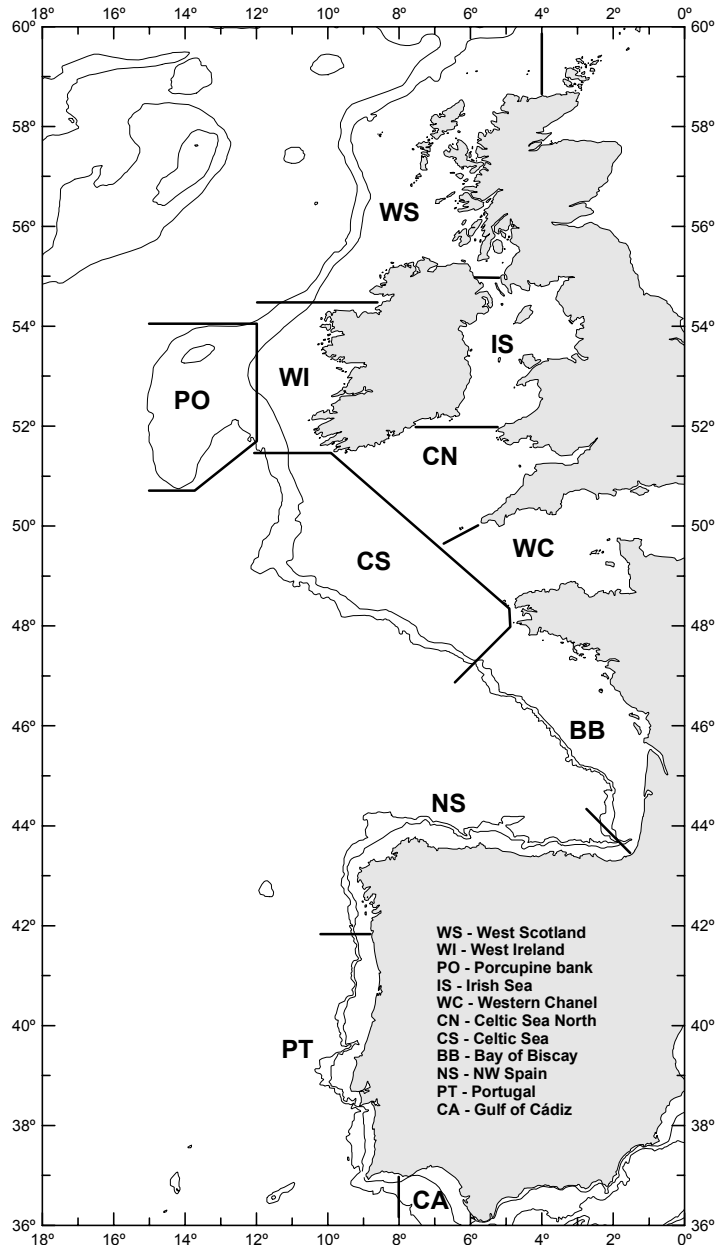 18º 16º 14º 12º 10º 8º 6º 4º 2º 0º
60º 60º
58º 58º
WS
56º 56º
54º 54º
IS
WI
PO
52º 52º
CN
50º 50º
WC
CS
48º 48º
46º 46º
BB
NS
44º 44º
42º 42º
WS - West Scotland
WI - West Ireland
PO - Porcupine bank
IS - Irish Sea
WC - Western Chanel
40º 40º
CN - Celtic Sea North
CS - Celtic Sea
PT
BB - Bay of Biscay
NS - NW Spain
PT - Portugal
CA - Gulf of Cádiz
38º 38º
CA
36º 36º
18º 16º 14º 12º 10º 8º 6º 4º 2º 0º